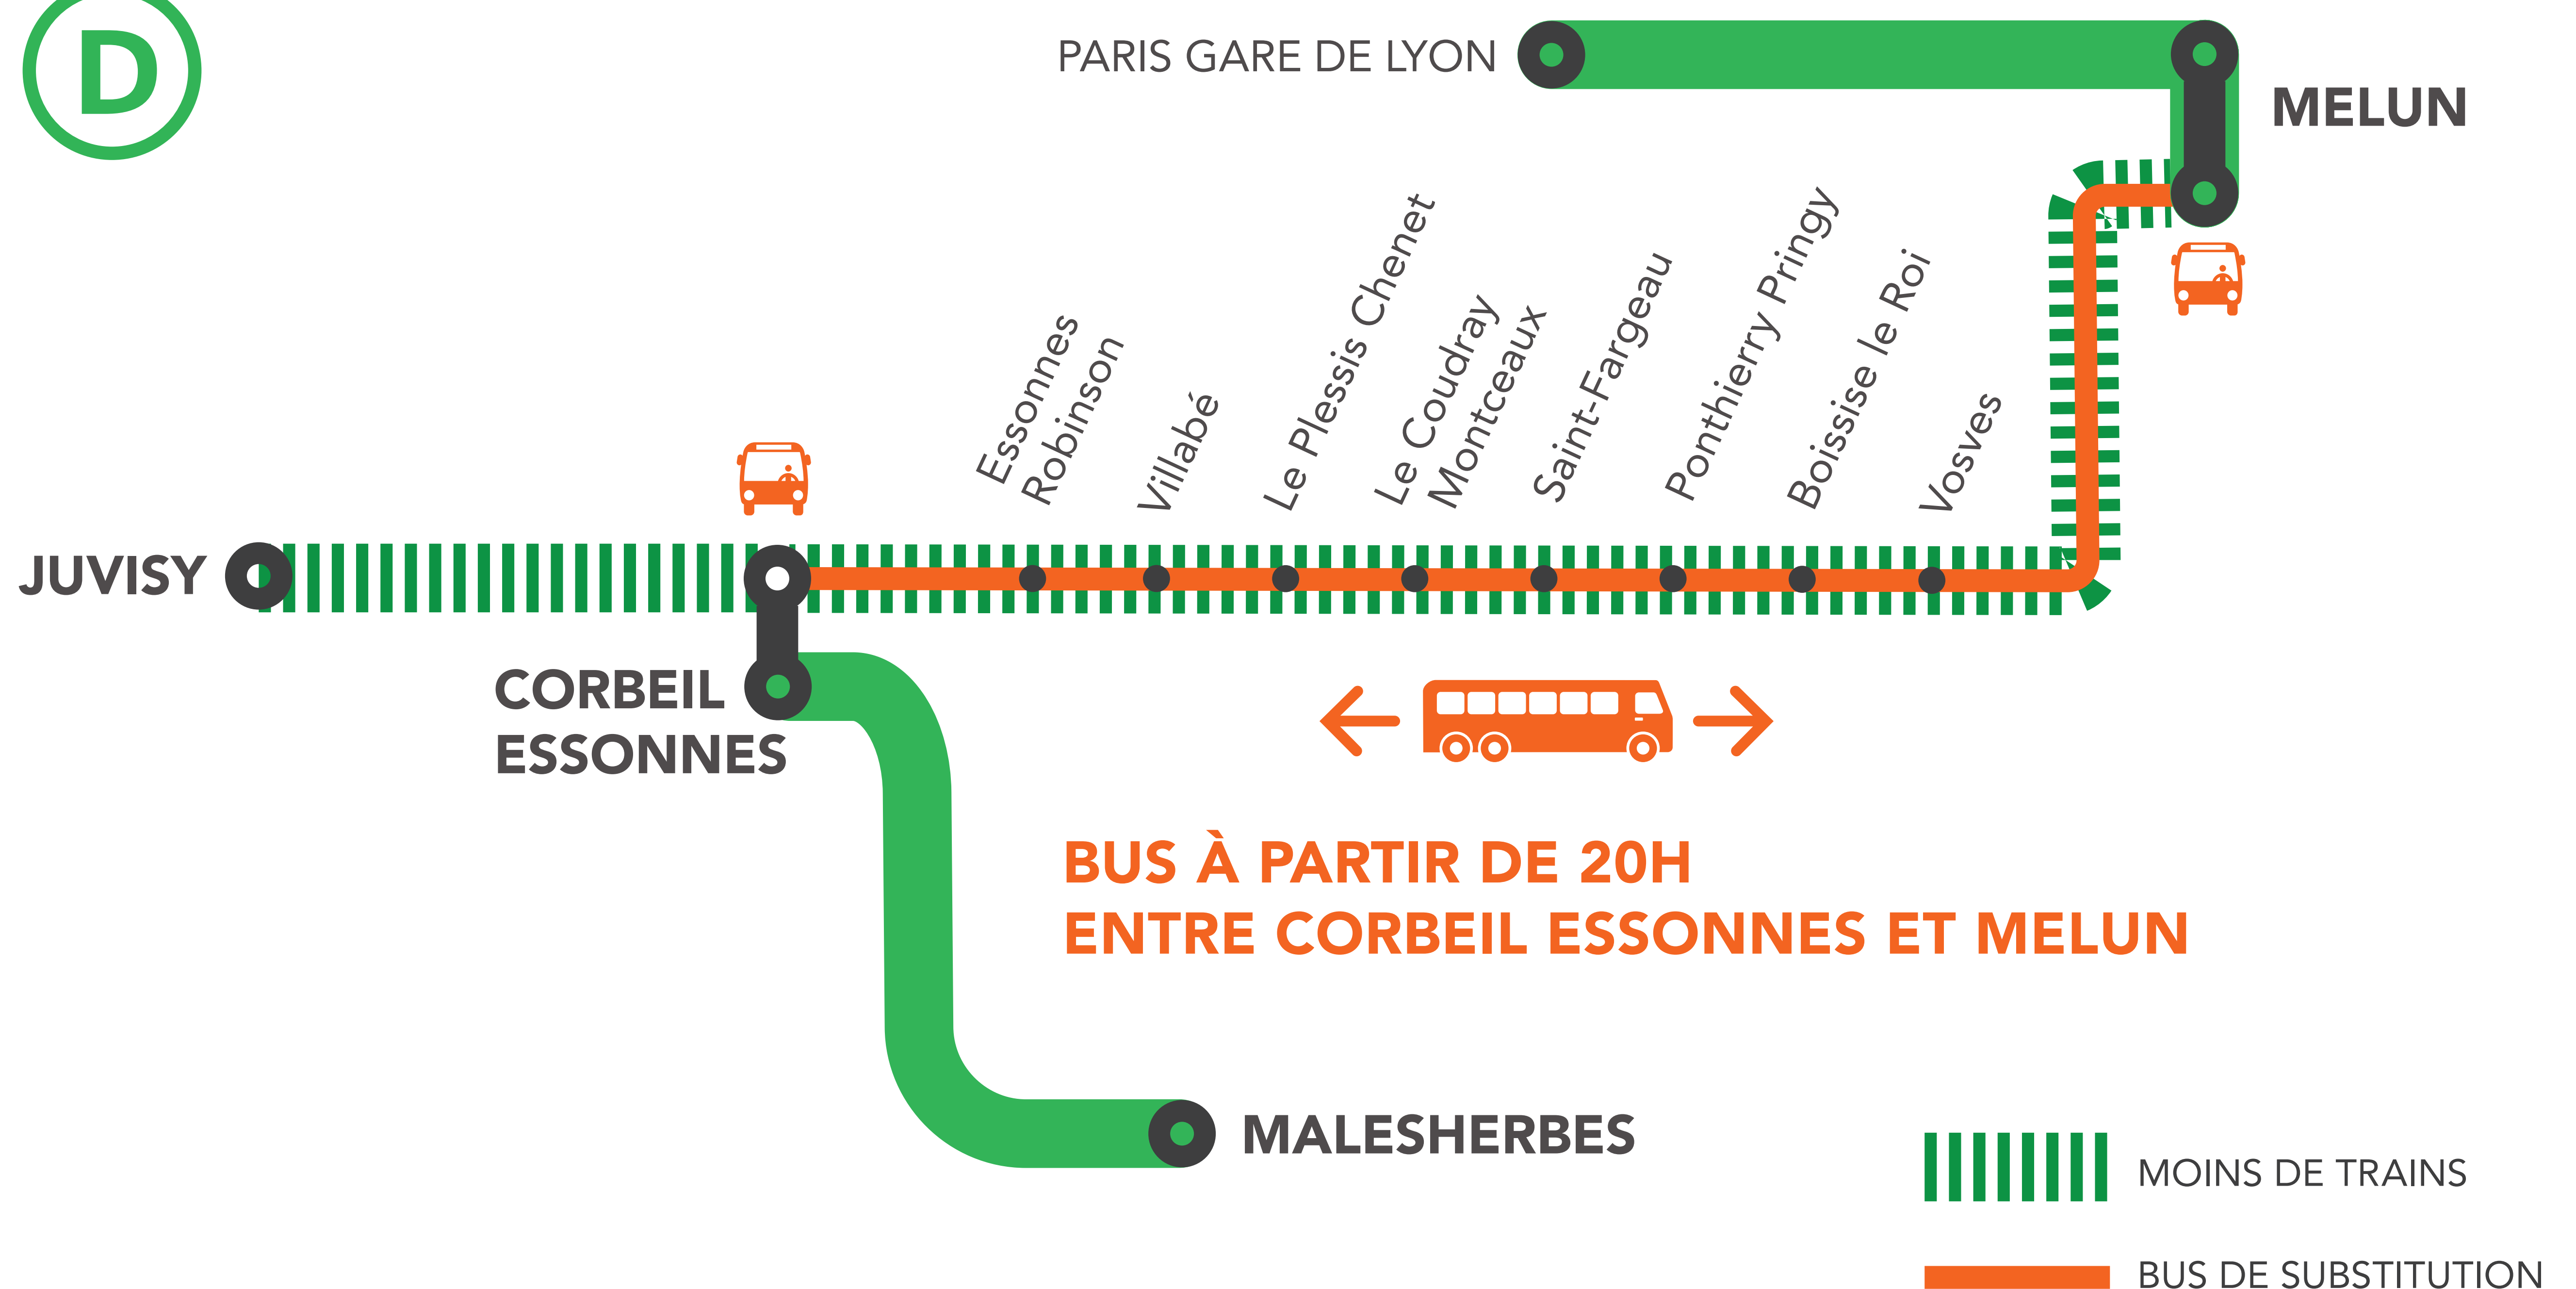 D
PARIS GARE DE LYON
MELUN
Essonnes
Robinson
Villabé
Le Plessis Chenet
Le Coudray
Montceaux
Saint-Fargeau
Ponthierry Pringy
Boissise le Roi
Vosves
JUVISY
CORBEIL
ESSONNES
BUS À PARTIR DE 20H
ENTRE CORBEIL ESSONNES ET MELUN
MALESHERBES
MOINS DE TRAINS
BUS DE SUBSTITUTION